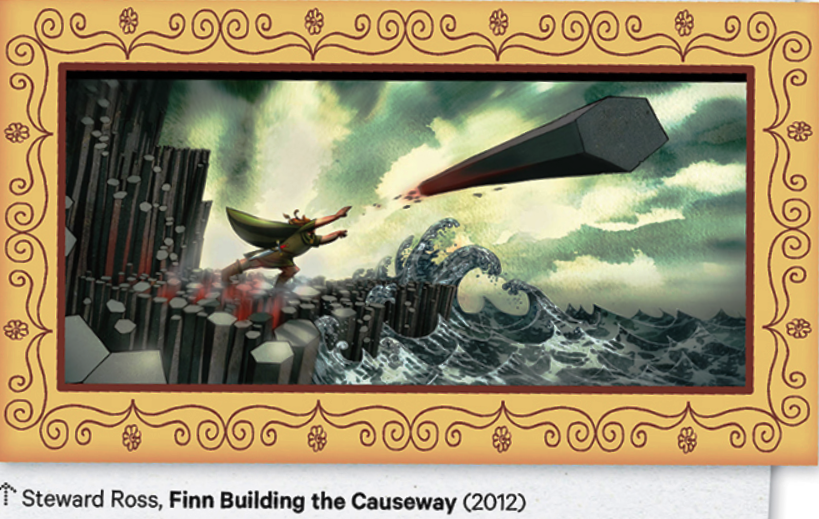 Steward Ross, Finn Building the Causeway (2012)